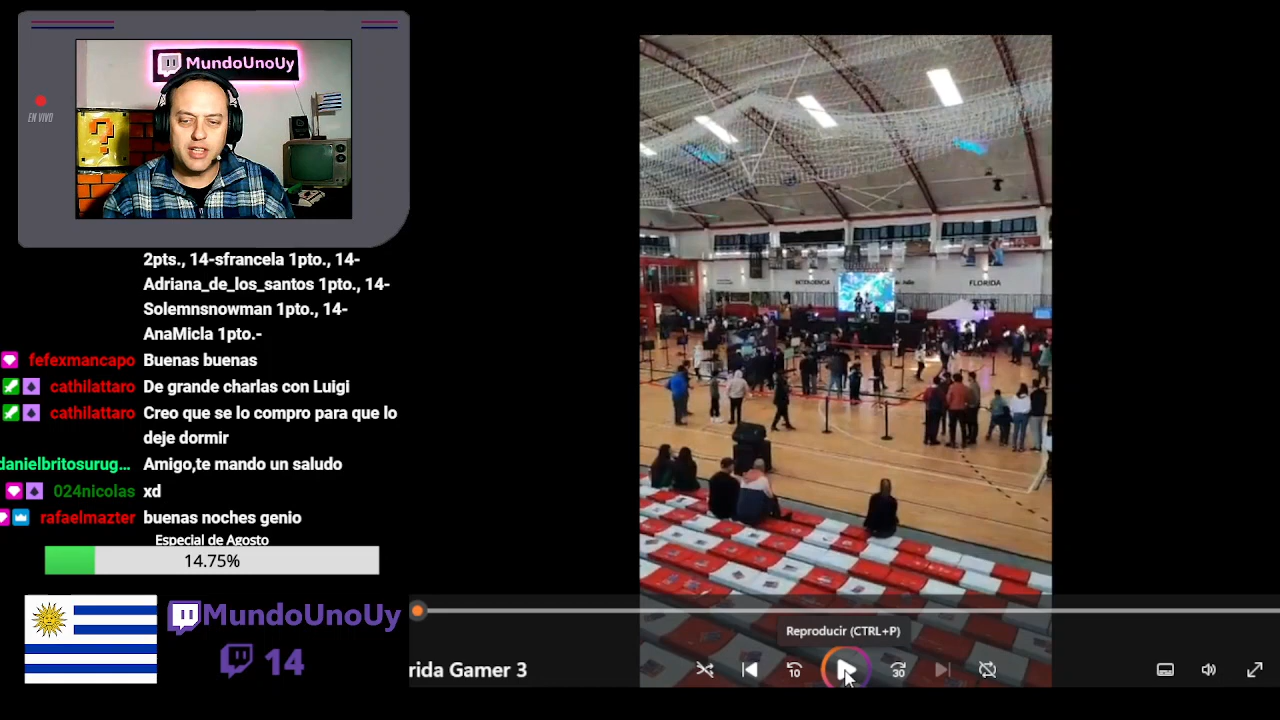 MundoUnoUy
EN VIVO
2pts., 14-sfrancela 1pto., 14-
Adriana_de_los_santos 1pto., 14-
Solemnsnowman 1pto., 14-
AnaMicla 1pto.-
fefexmancapo Buenas buenas
cathilattaro De grande charlas con Luigi
cathilattaro Creo que se lo compro para que lo
deje dormir
danielbritosurug... Amigo,te mando un saludo
024nicolas xd
rafaelmazter buenas noches genio
Especial de Agosto
14.75%
MundoUnoUy
14
FLORIDA
Reproducir (CTRL+P)
rida Gamer 3
10
30